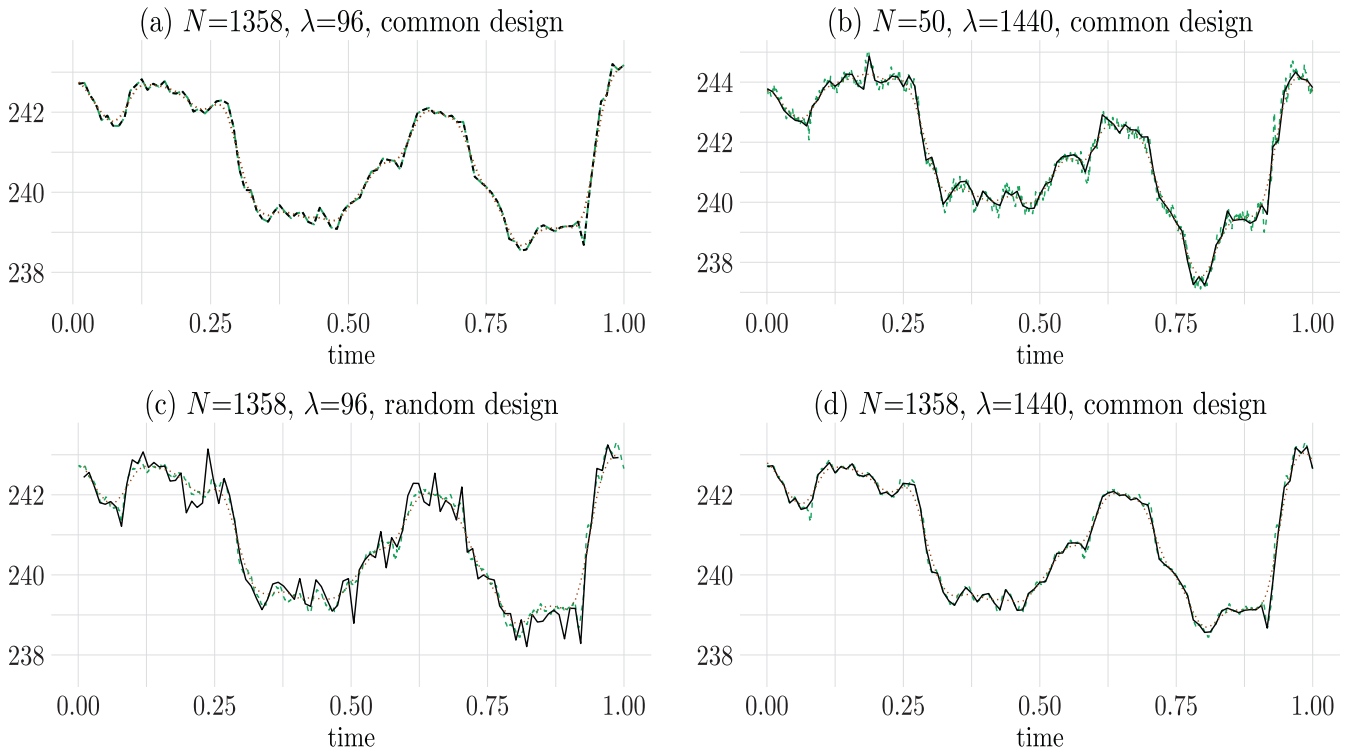 (a) N=1358, λ=96, common design
242
240
238
0.00 0.25 0.50 0.75 1.00
time
(b) N=50, λ=1440, common design
244
242
240
238
0.00 0.25 0.50 0.75 1.00
time
(c) N=1358, λ=96, random design
242
240
238
0.00 0.25 0.50 0.75 1.00
time
(d) N=1358, λ=1440, common design
242
240
238
0.00 0.25 0.50 0.75 1.00
time